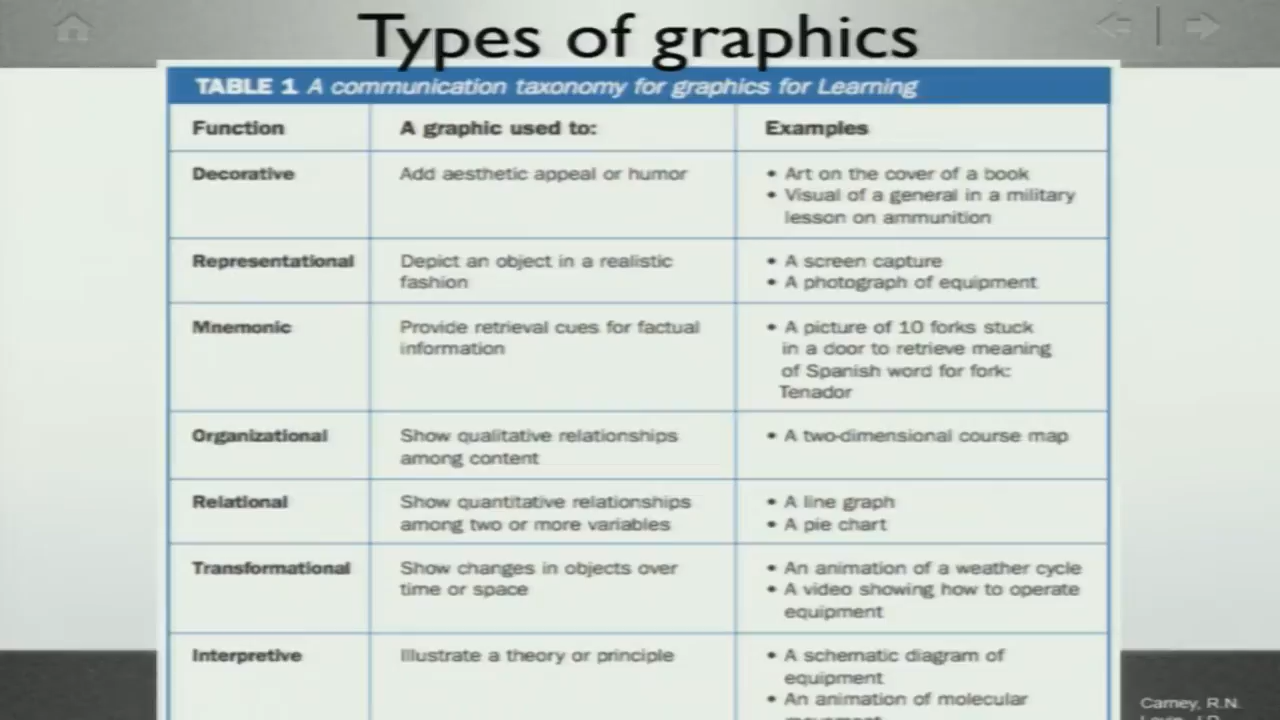 Types of graphics
TABLE 1 A communication taxonomy for graphics for Learning
Function A graphic used to: Examples
Decorative Add aesthetic appeal or humor • Art on the cover of a book
• Visual of a general in a military
lesson on ammunition
Representational Depict an object in a realistic • A screen capture
fashion • A photograph of equipment
Mnemonic Provide retrieval cues for factual • A picture of 10 forks stuck
information in a door to retrieve meaning
of Spanish word for fork:
Tenador
Organizational Show qualitative relationships • A two-dimensional course map
among content
Relational Show quantitative relationships • A line graph
among two or more variables • A pie chart
Transformational Show changes in objects over • An animation of a weather cycle
time or space • A video showing how to operate
equipment
Interpretive Illustrate a theory or principle • A schematic diagram of
equipment
• An animation of molecular
Carney, R.N.